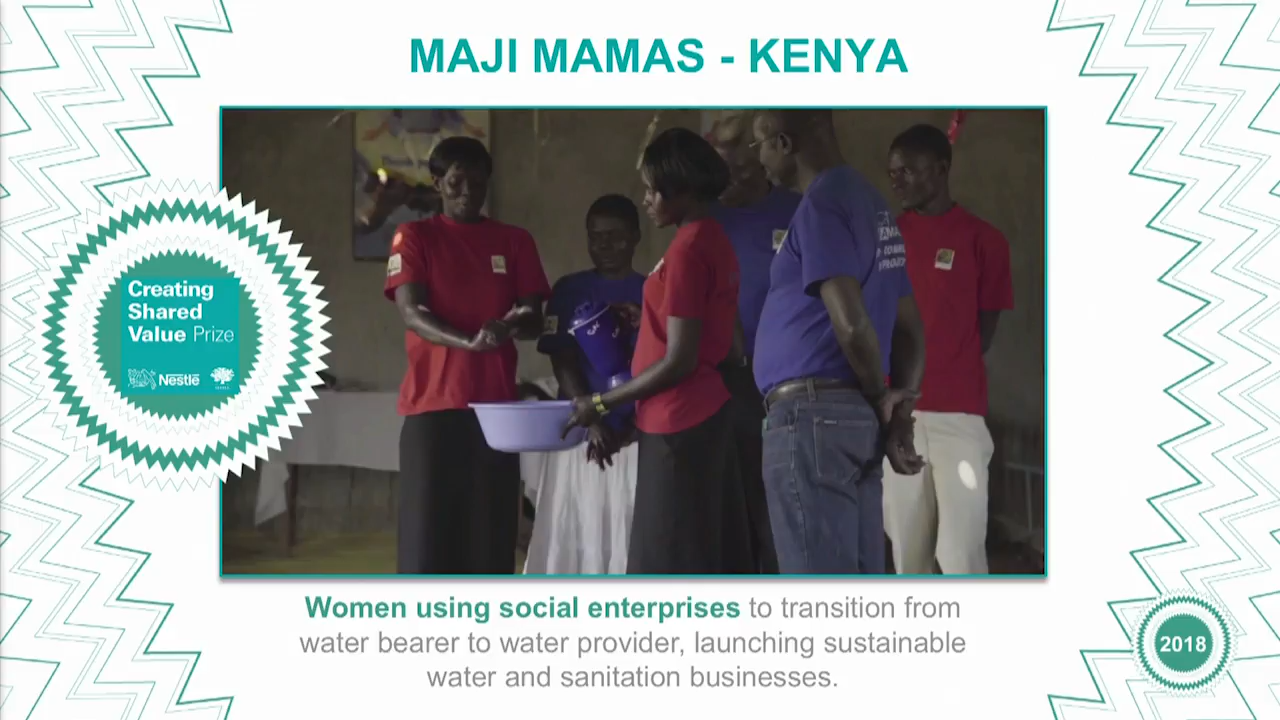 MAJI MAMAS - KENYA
Creating
Shared
Value Prize
Nestlé
Women using social enterprises to transition from
water bearer to water provider, launching sustainable
water and sanitation businesses.
2018